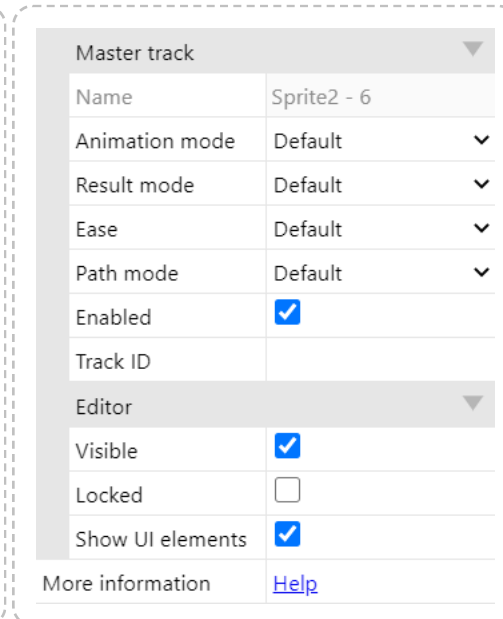 Master track
Name Sprite2 - 6
Animation mode Default
Result mode Default
Ease Default
Path mode Default
Enabled
Track ID
Editor
Visible
Locked
Show UI elements
More information Help